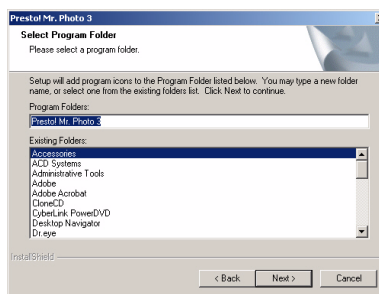 Presto! Mr. Photo 3
Select Program Folder
Please select a program folder.
Setup will add program icons to the Program Folder listed below. You may type a new folder
name, or select one from the existing folders list. Click Next to continue.
Program Folders:
Presto! Mr. Photo 3
Existing Folders:
Accessories
ACD Systems
Administrative Tools
Adobe
Adobe Acrobat
CloneCD
CyberLink PowerDVD
Desktop Navigator
Dr.eye
InstallShield
< Back
Next >
Cancel